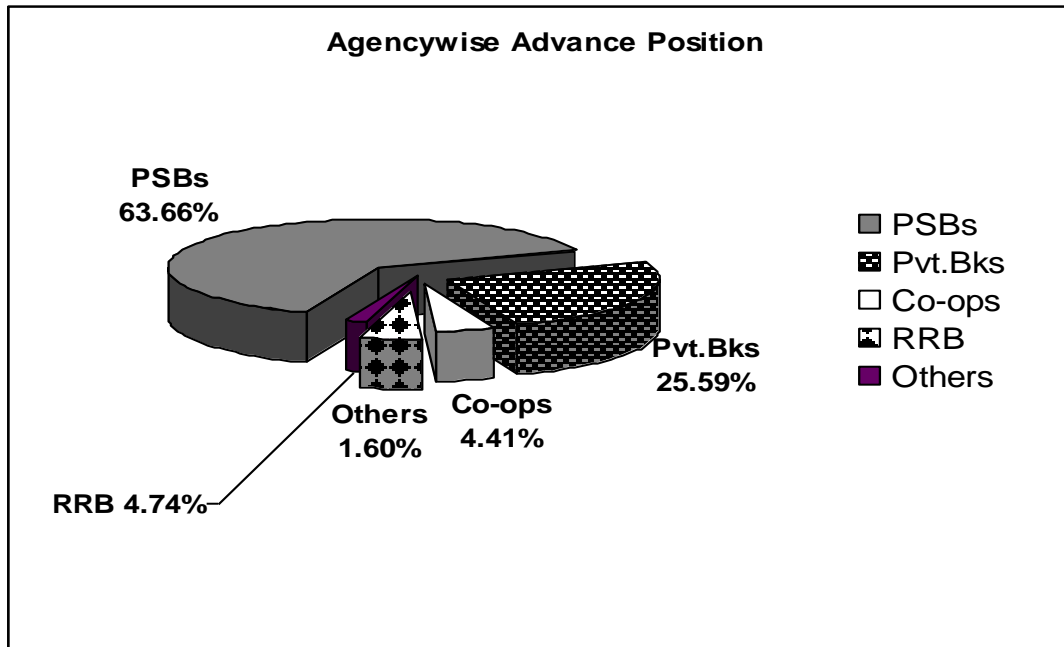 Agencywise Advance Position
PSBs
63.66%
Pvt.Bks
25.59%
Co-ops
4.41%
Others
1.60%
RRB 4.74%
PSBs
Pvt.Bks
Co-ops
RRB
Others